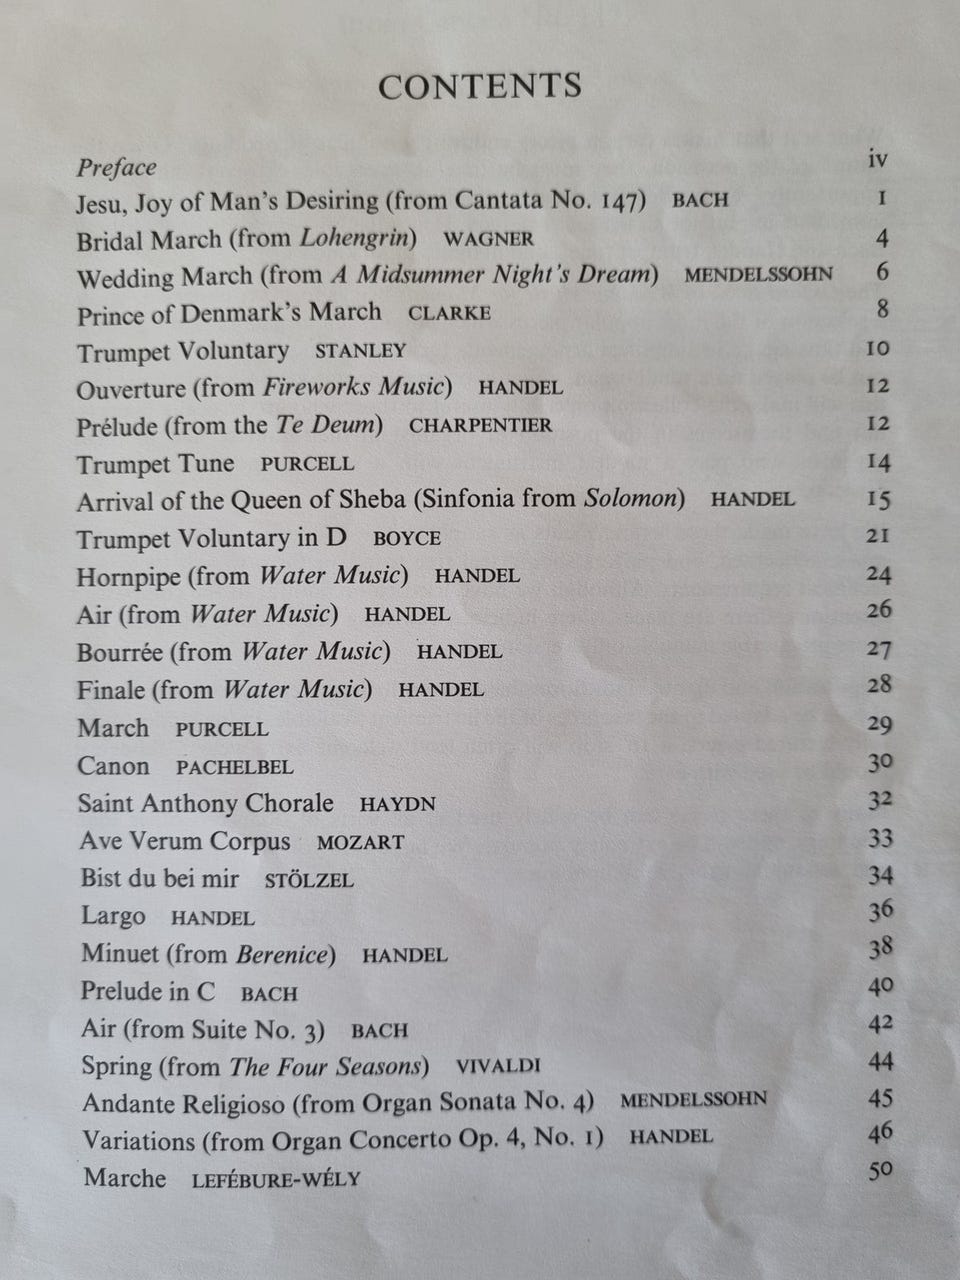 CONTENTS
Preface iv
Jesu, Joy of Man's Desiring (from Cantata No. 147) BACH 1
Bridal March (from Lohengrin) WAGNER 4
Wedding March (from A Midsummer Night's Dream) MENDELSSOHN 6
Prince of Denmark's March CLARKE 8
Trumpet Voluntary STANLEY 10
Ouverture (from Fireworks Music) HANDEL 12
Prélude (from the Te Deum) CHARPENTIER 12
Trumpet Tune PURCELL 14
Arrival of the Queen of Sheba (Sinfonia from Solomon) HANDEL 15
Trumpet Voluntary in D BOYCE 21
Hornpipe (from Water Music) HANDEL 24
Air (from Water Music) HANDEL 26
Bourrée (from Water Music) HANDEL 27
Finale (from Water Music) HANDEL 28
March PURCELL 29
Canon PACHELBEL 30
Saint Anthony Chorale HAYDN 32
Ave Verum Corpus MOZART 33
Bist du bei mir STÖLZEL 34
Largo HANDEL 36
Minuet (from Berenice) HANDEL 38
Prelude in C BACH 40
Air (from Suite No. 3) BACH 42
Spring (from The Four Seasons) VIVALDI 44
Andante Religioso (from Organ Sonata No. 4) MENDELSSOHN 45
Variations (from Organ Concerto Op. 4, No. 1) HANDEL 46
Marche LEFÉBURE-WÉLY 50